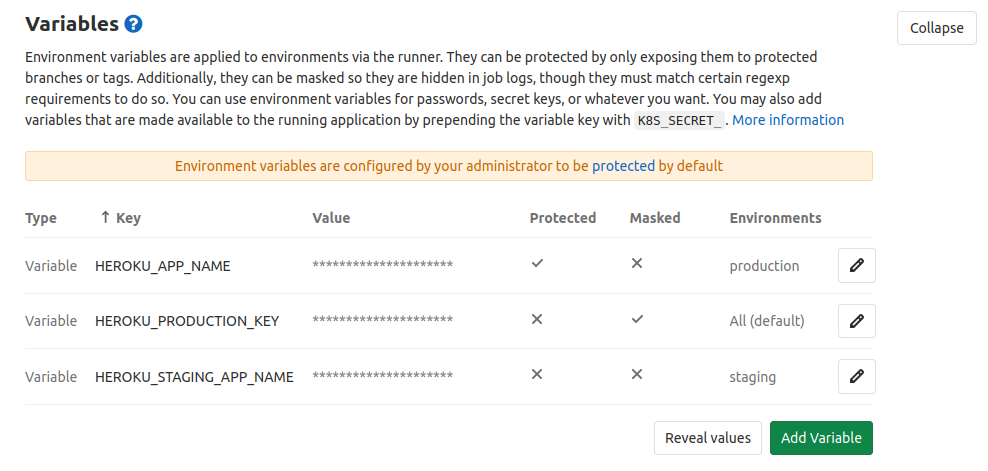 Variables ?
Collapse
Environment variables are applied to environments via the runner. They can be protected by only exposing them to protected
branches or tags. Additionally, they can be masked so they are hidden in job logs, though they must match certain regexp
requirements to do so. You can use environment variables for passwords, secret keys, or whatever you want. You may also add
variables that are made available to the running application by prepending the variable key with K8S_SECRET_. More information
Environment variables are configured by your administrator to be protected by default
Type ↑ Key Value Protected Masked Environments
Variable HEROKU_APP_NAME ********************* ✓ ✕ production
Variable HEROKU_PRODUCTION_KEY ********************* ✕ ✓ All (default)
Variable HEROKU_STAGING_APP_NAME ********************* ✕ ✕ staging
Reveal values Add Variable